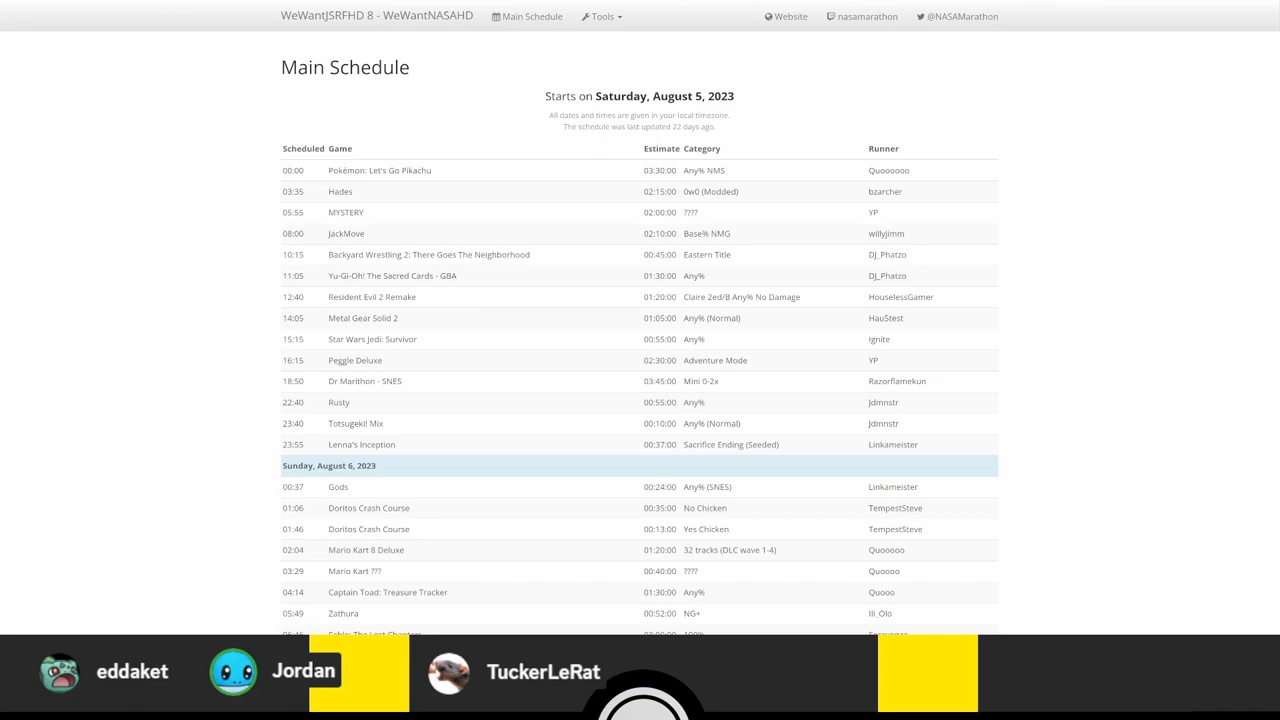 WeWantJSRFHD 8 - WeWantNASAHD Main Schedule Tools Website nasamarathon @NASAMarathon
Main Schedule
Starts on Saturday, August 5, 2023
All dates and times are given in your local timezone.
The schedule was last updated 22 days ago.
Scheduled Game Estimate Category Runner
00:00 Pokémon: Let's Go Pikachu 03:30:00 Any% NMS Quoooooo
03:35 Hades 02:15:00 0w0 (Modded) bzarcher
05:55 MYSTERY 02:00:00 ???? YP
08:00 JackMove 02:10:00 Base% NMG willyjimm
10:15 Backyard Wrestling 2: There Goes The Neighborhood 00:45:00 Eastern Title DJ_Phatzo
11:05 Yu-Gi-Oh! The Sacred Cards - GBA 01:30:00 Any% DJ_Phatzo
12:40 Resident Evil 2 Remake 01:20:00 Claire 2ed/B Any% No Damage HouselessGamer
14:05 Metal Gear Solid 2 01:05:00 Any% (Normal) Hau5test
15:15 Star Wars Jedi: Survivor 00:55:00 Any% Ignite
16:15 Peggle Deluxe 02:30:00 Adventure Mode YP
18:50 Dr Marithon - SNES 03:45:00 Mini 0-2x Razorflamekun
22:40 Rusty 00:55:00 Any% Jdmnstr
23:40 Totsugeki! Mix 00:10:00 Any% (Normal) Jdmnstr
23:55 Lenna's Inception 00:37:00 Sacrifice Ending (Seeded) Linkameister
Sunday, August 6, 2023
00:37 Gods 00:24:00 Any% (SNES) Linkameister
01:06 Doritos Crash Course 00:35:00 No Chicken TempestSteve
01:46 Doritos Crash Course 00:13:00 Yes Chicken TempestSteve
02:04 Mario Kart 8 Deluxe 01:20:00 32 tracks (DLC wave 1-4) Quooooo
03:29 Mario Kart ??? 00:40:00 ???? Quoooo
04:14 Captain Toad: Treasure Tracker 01:30:00 Any% Quooo
05:49 Zathura 00:52:00 NG+ Ili_Olo
eddaket Jordan TuckerLeRat